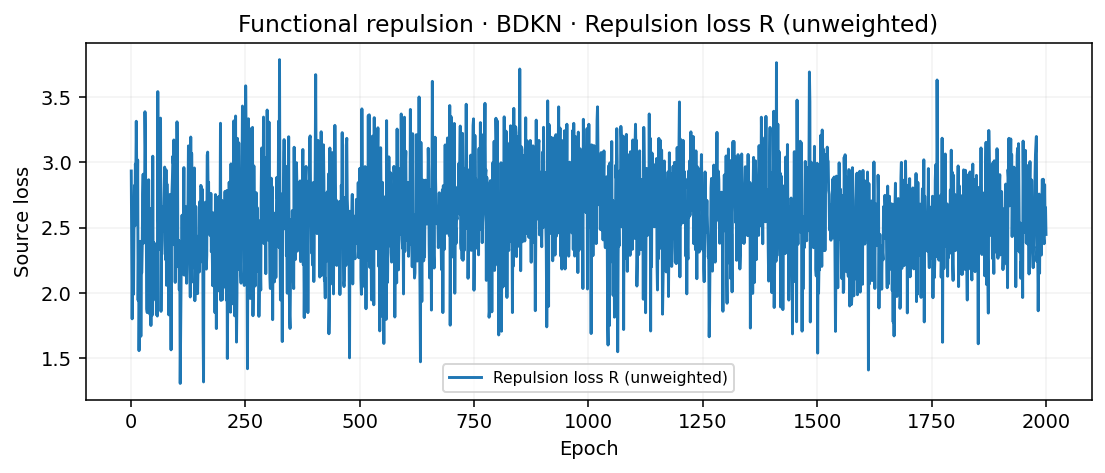 Functional repulsion · BDKN · Repulsion loss R (unweighted)
Source loss
3.5
3.0
2.5
2.0
1.5
Repulsion loss R (unweighted)
0 250 500 750 1000 1250 1500 1750 2000
Epoch